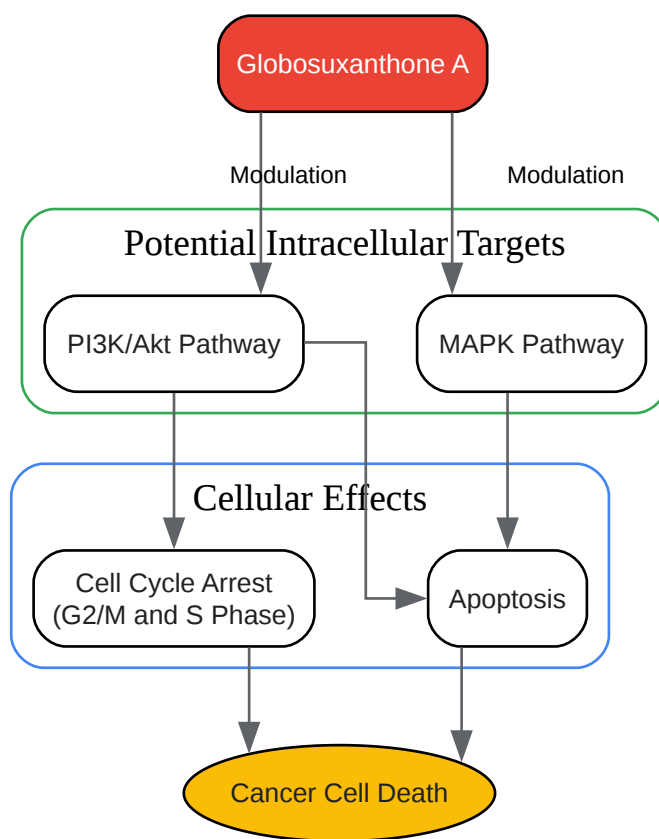 Globosuxanthone A
Modulation
Modulation
Potential Intracellular Targets
PI3K/Akt Pathway
MAPK Pathway
Cellular Effects
Cell Cycle Arrest
(G2/M and S Phase)
Apoptosis
Cancer Cell Death